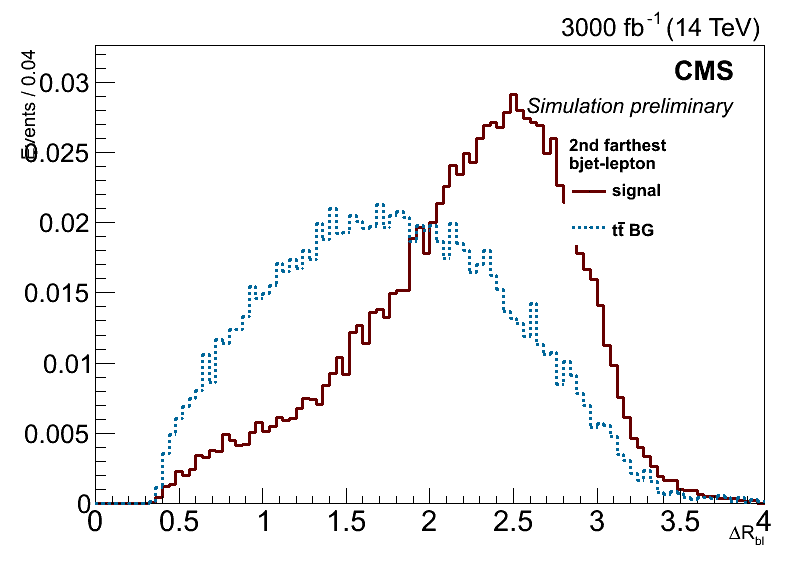 3000 fb⁻¹ (14 TeV)
Events / 0.04
CMS
Simulation preliminary
2nd farthest
bjet-lepton
signal
tt̄ BG
0.03
0.025
0.02
0.015
0.01
0.005
0
0 0.5 1 1.5 2 2.5 3 3.5 4
ΔR_bl